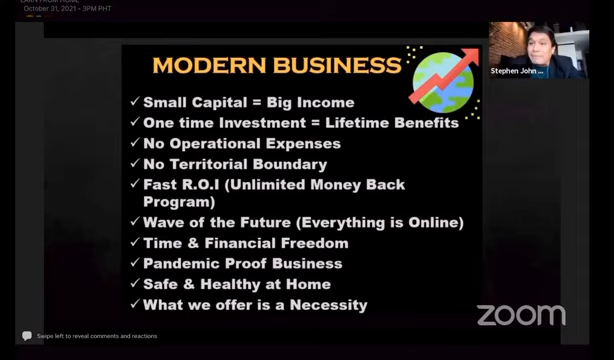 October 31, 2021 - 3PM PHT
MODERN BUSINESS
Stephen John ...
✓ Small Capital = Big Income
✓ One time Investment = Lifetime Benefits
✓ No Operational Expenses
✓ No Territorial Boundary
✓ Fast R.O.I (Unlimited Money Back
Program)
✓ Wave of the Future (Everything is Online)
✓ Time & Financial Freedom
✓ Pandemic Proof Business
✓ Safe & Healthy at Home
✓ What we offer is a Necessity
zoom
Swipe left to reveal comments and reactions